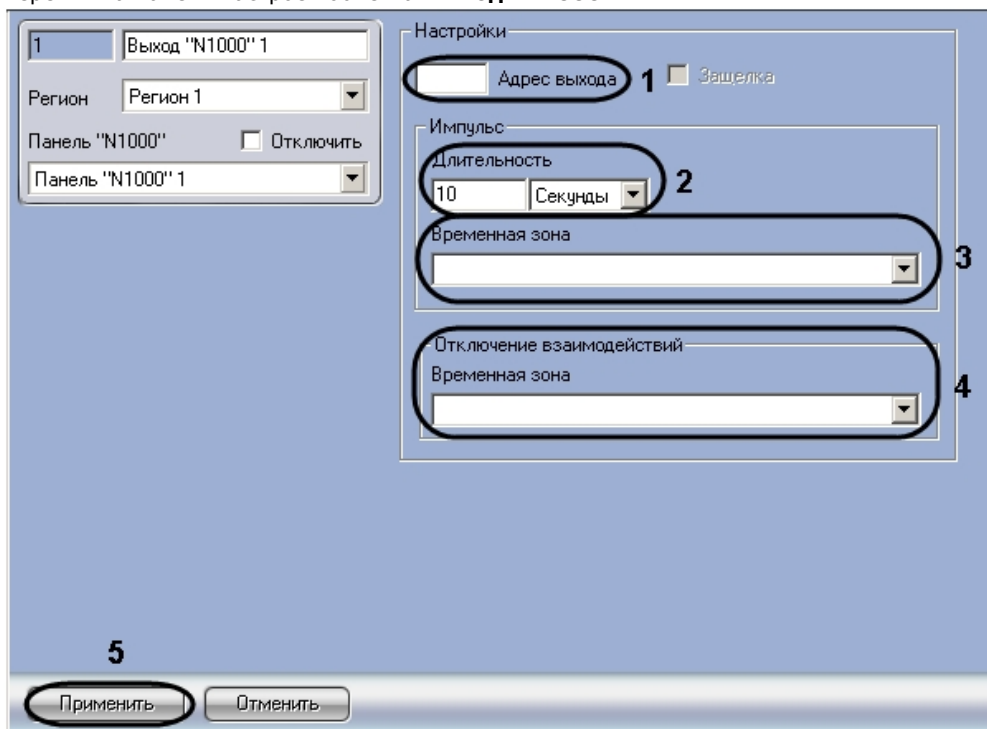 1 Выход "N1000" 1
Регион Регион 1
Панель "N1000" Отключить
Панель "N1000" 1
Настройки
Адрес выхода 1 Защелка
Импульс
Длительность
10 Секунды 2
Временная зона
3
Отключение взаимодействий
Временная зона
4
5
Применить Отменить